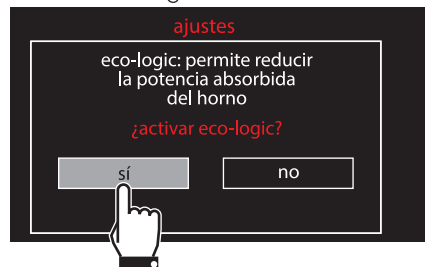 ajustes
eco-logic: permite reducir
la potencia absorbida
del horno
¿activar eco-logic?
sí
no